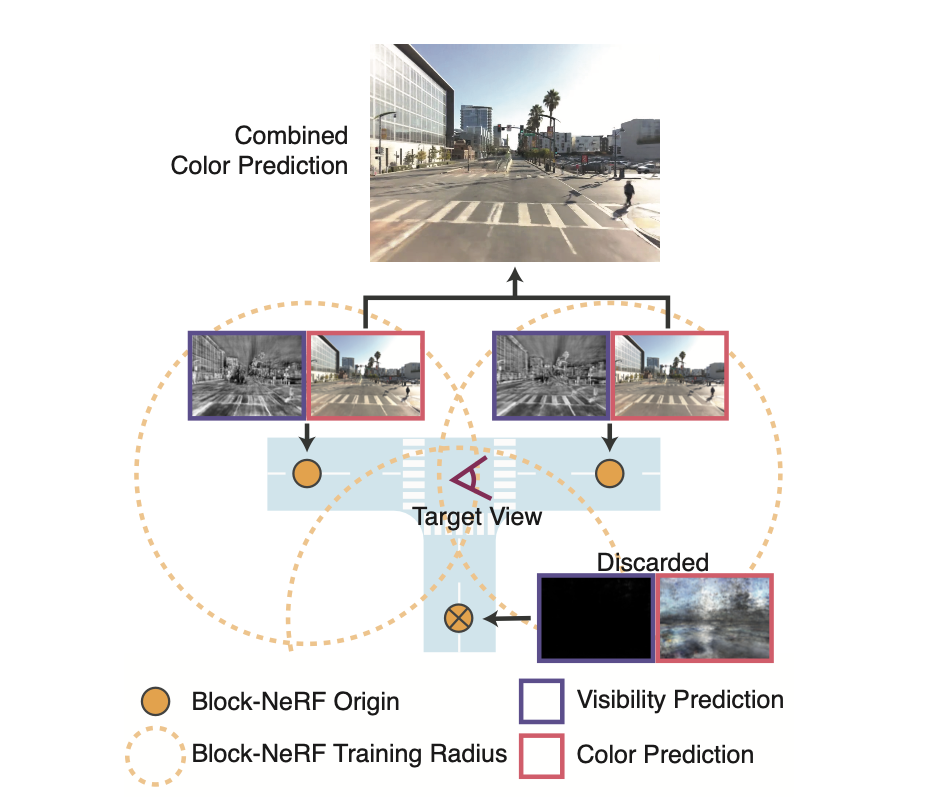 Combined
Color Prediction
Target View
Discarded
Block-NeRF Origin
Visibility Prediction
Block-NeRF Training Radius
Color Prediction